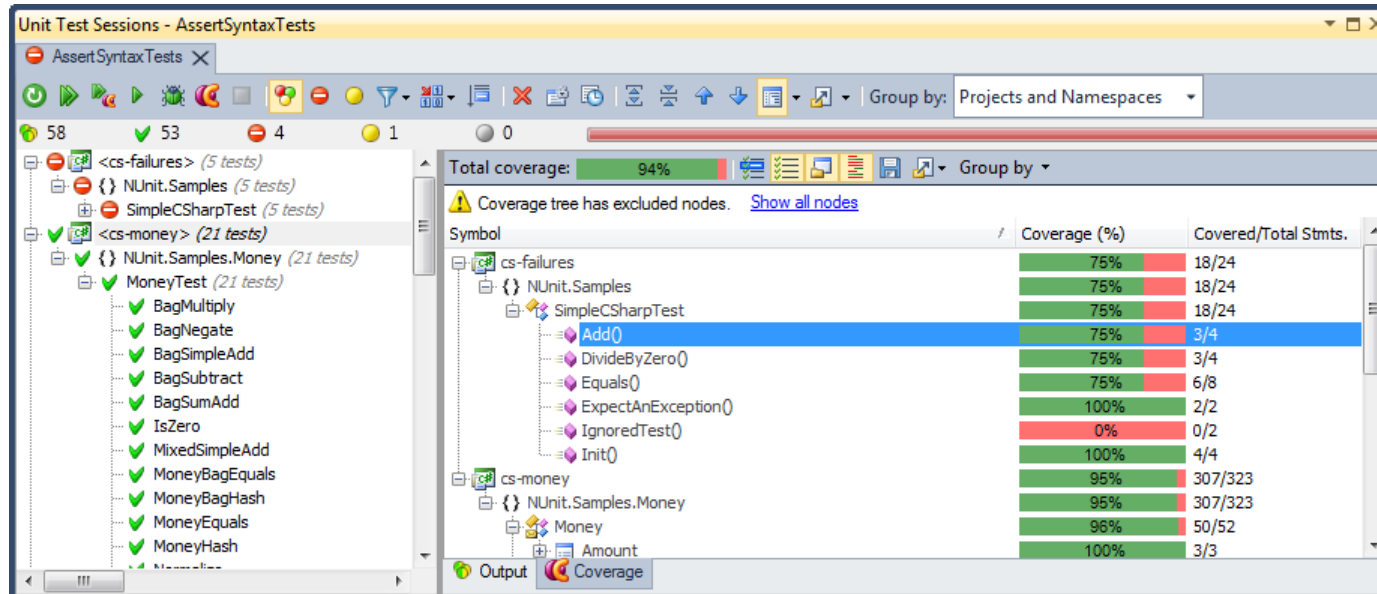 Unit Test Sessions - AssertSyntaxTests
AssertSyntaxTests
Group by: Projects and Namespaces
58 53 4 1 0
<cs-failures> (5 tests)
{} NUnit.Samples (5 tests)
SimpleCSharpTest (5 tests)
<cs-money> (21 tests)
{} NUnit.Samples.Money (21 tests)
MoneyTest (21 tests)
BagMultiply
BagNegate
BagSimpleAdd
BagSubtract
BagSumAdd
IsZero
MixedSimpleAdd
MoneyBagEquals
MoneyBagHash
MoneyEquals
MoneyHash
Total coverage: 94% Group by
Coverage tree has excluded nodes. Show all nodes
Symbol Coverage (%) Covered/Total Stmts.
cs-failures 75% 18/24
{} NUnit.Samples 75% 18/24
SimpleCSharpTest 75% 18/24
Add() 75% 3/4
DivideByZero() 75% 3/4
Equals() 75% 6/8
ExpectAnException() 100% 2/2
IgnoredTest() 0% 0/2
Init() 100% 4/4
cs-money 95% 307/323
{} NUnit.Samples.Money 95% 307/323
Money 96% 50/52
Amount 100% 3/3
Output Coverage